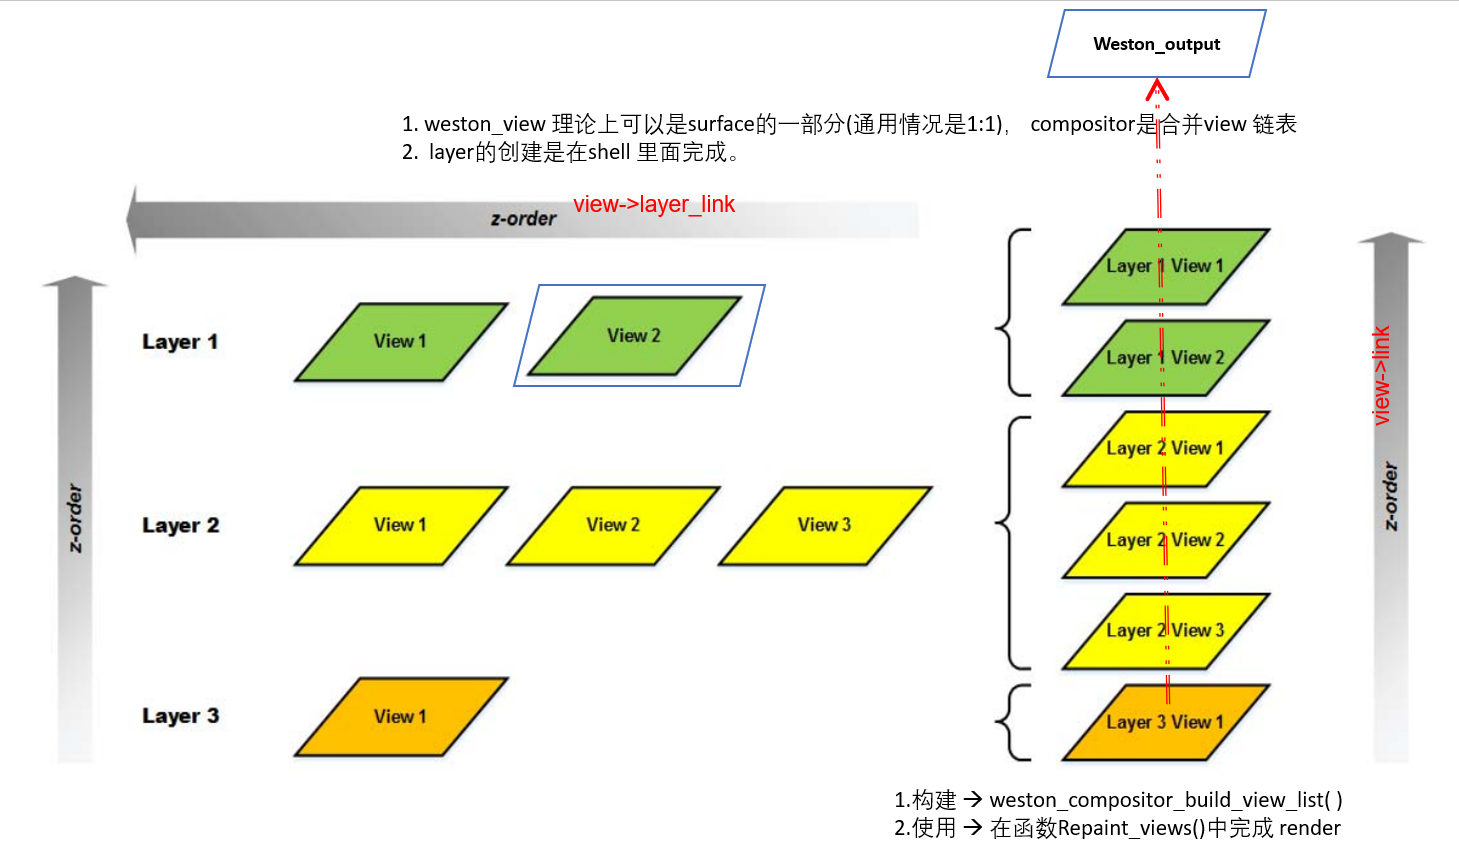 Weston_output
1. weston_view 理论上可以是surface的一部分(通用情况是1:1)， compositor是合并view 链表
2. layer的创建是在shell 里面完成。
view->layer_link
z-order
Layer 1
View 1
View 2
Layer 2
View 1
View 2
View 3
Layer 3
View 1
z-order
Layer 1 View 1
Layer 1 View 2
Layer 2 View 1
Layer 2 View 2
Layer 2 View 3
Layer 3 View 1
view->link
z-order
1.构建 → weston_compositor_build_view_list( )
2.使用 → 在函数Repaint_views()中完成 render